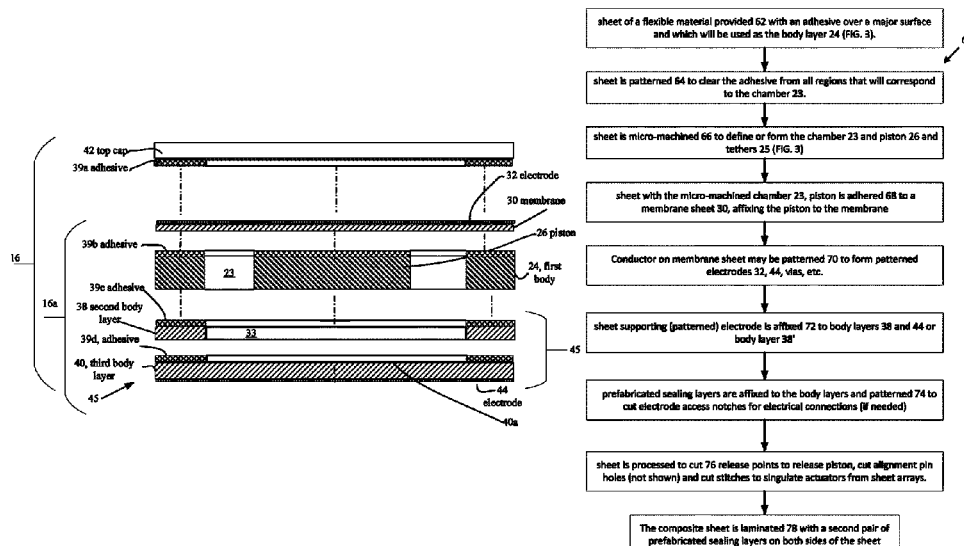 42 top cap
39a adhesive
32 electrode
30 membrane
39b adhesive
26 piston
16
23
24, first
body
16a
39c adhesive
38 second body
layer
33
39d, adhesive
45
40, third body
layer
44
electrode
45
40a
sheet of a flexible material provided 62 with an adhesive over a major surface
and which will be used as the body layer 24 (FIG. 3).
sheet is patterned 64 to clear the adhesive from all regions that will correspond
to the chamber 23.
sheet is micro-machined 66 to define or form the chamber 23 and piston 26 and
tethers 25 (FIG. 3)
sheet with the micro-machined chamber 23, piston is adhered 68 to a
membrane sheet 30, affixing the piston to the membrane
Conductor on membrane sheet may be patterned 70 to form patterned
electrodes 32, 44, vias, etc.
sheet supporting (patterned) electrode is affixed 72 to body layers 38 and 44 or
body layer 38'
prefabricated sealing layers are affixed to the body layers and patterned 74 to
cut electrode access notches for electrical connections (if needed)
sheet is processed to cut 76 release points to release piston, cut alignment pin
holes (not shown) and cut stitches to singulate actuators from sheet arrays.
The composite sheet is laminated 78 with a second pair of
prefabricated sealing layers on both sides of the sheet